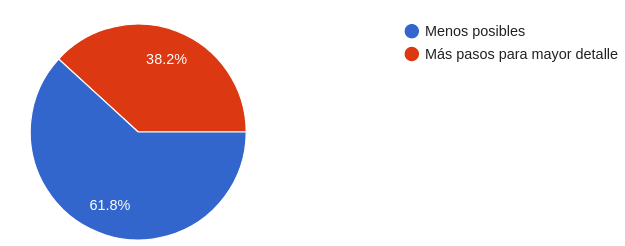 Menos posibles
Más pasos para mayor detalle
38.2%
61.8%